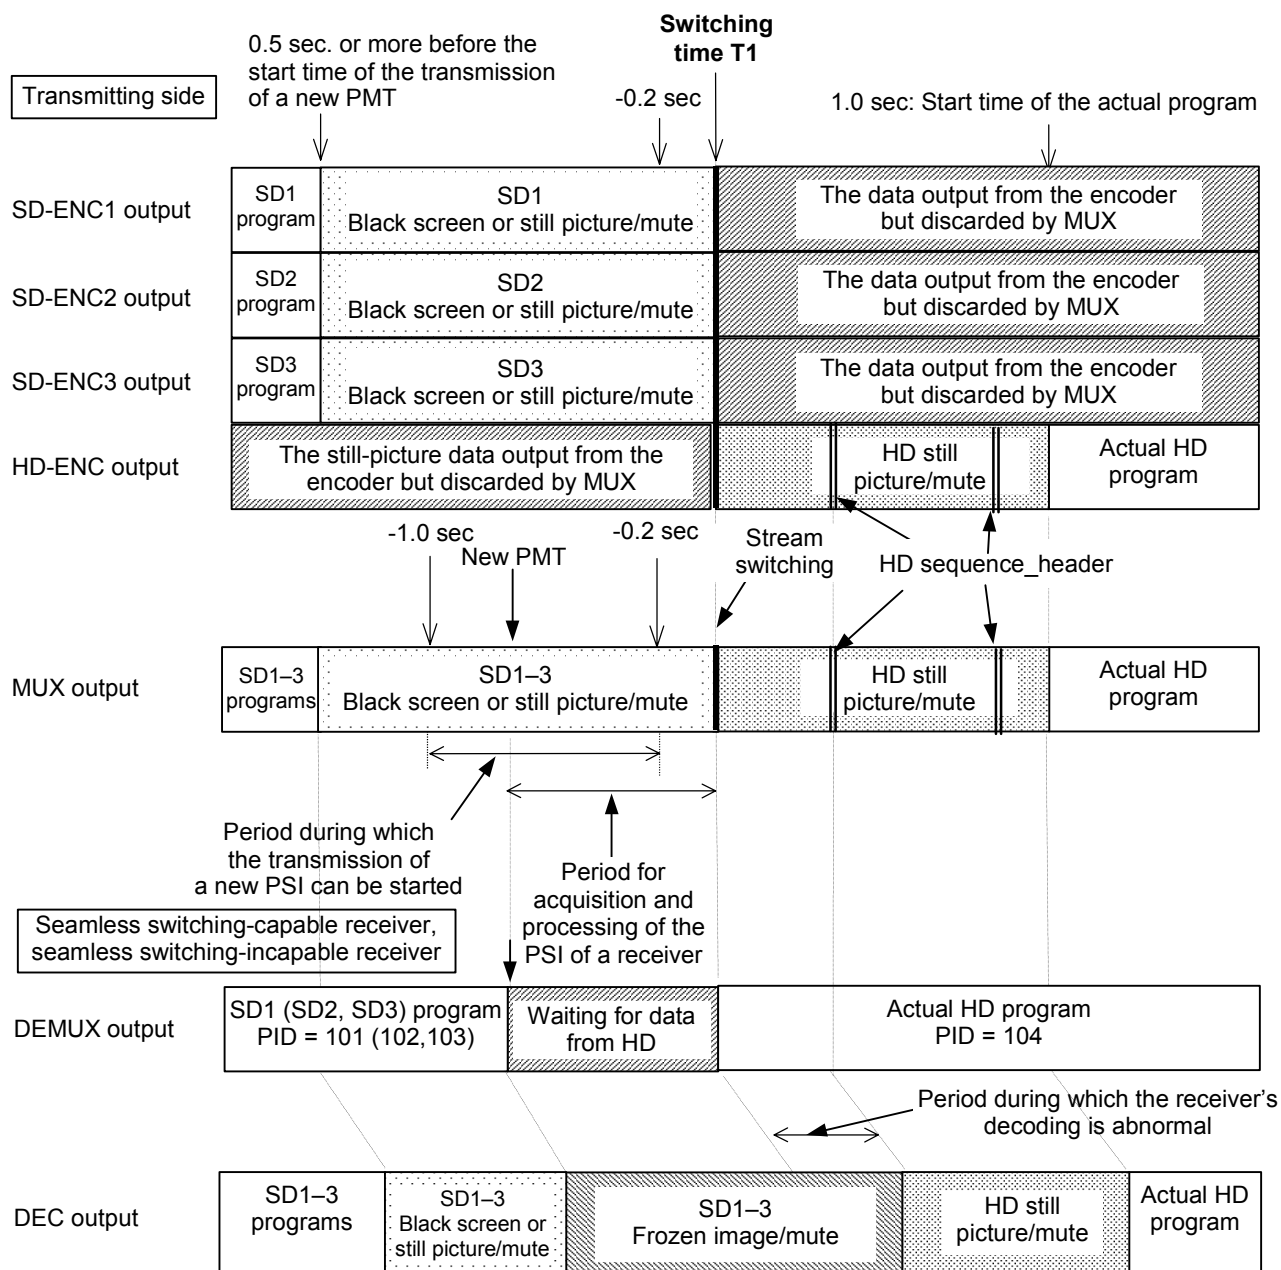 Switching
time T1
0.5 sec. or more before the
start time of the transmission
of a new PMT
-0.2 sec
1.0 sec: Start time of the actual program
Transmitting side
SD-ENC1 output
SD1
program
SD1
Black screen or still picture/mute
The data output from the encoder
but discarded by MUX
SD-ENC2 output
SD2
program
SD2
Black screen or still picture/mute
The data output from the encoder
but discarded by MUX
SD-ENC3 output
SD3
program
SD3
Black screen or still picture/mute
The data output from the encoder
but discarded by MUX
HD-ENC output
The still-picture data output from the
encoder but discarded by MUX
HD still
picture/mute
Actual HD
program
-1.0 sec
New PMT
-0.2 sec
Stream
switching
HD sequence_header
MUX output
SD1–3
programs
SD1–3
Black screen or still picture/mute
HD still
picture/mute
Actual HD
program
Period during which
the transmission of
a new PSI can be started
Period for
acquisition and
processing of the
PSI of a receiver
Seamless switching-capable receiver,
seamless switching-incapable receiver
DEMUX output
SD1 (SD2, SD3) program
PID = 101 (102,103)
Waiting for data
from HD
Actual HD program
PID = 104
Period during which the receiver's
decoding is abnormal
DEC output
SD1–3
programs
SD1–3
Black screen or
still picture/mute
SD1–3
Frozen image/mute
HD still
picture/mute
Actual HD
program